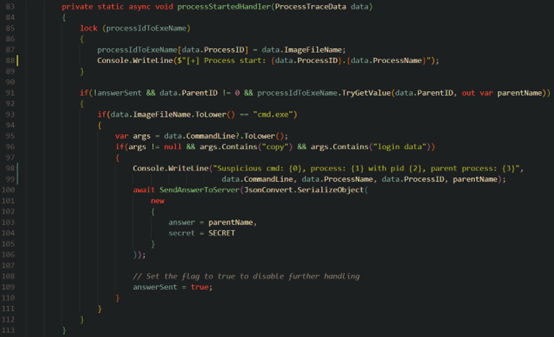 83 private static async void processStartedHandler(ProcessTraceData data)
84 {
85 lock (processIdToExeName)
86 {
87 processIdToExeName[data.ProcessID] = data.ImageFileName;
88 Console.WriteLine($"[+] Process start: {data.ProcessID}.{data.ProcessName}");
89 }
90
91 if(!answerSent && data.ParentID != 0 && processIdToExeName.TryGetValue(data.ParentID, out var parentName))
92 {
93 if(data.ImageFileName.ToLower() == "cmd.exe")
94 {
95 var args = data.CommandLine?.ToLower();
96 if(args != null && args.Contains("copy") && args.Contains("login data"))
97 {
98 Console.WriteLine("Suspicious cmd: {0}, process: {1} with pid {2}, parent process: {3}",
99 data.CommandLine, data.ProcessName, data.ProcessID, parentName);
100 await SendAnswerToServer(JsonConvert.SerializeObject(
101 new
102 {
103 answer = parentName,
104 secret = SECRET
105 }
106 ));
107
108 // Set the flag to true to disable further handling
109 answerSent = true;
110 }
111 }
112 }
113 }